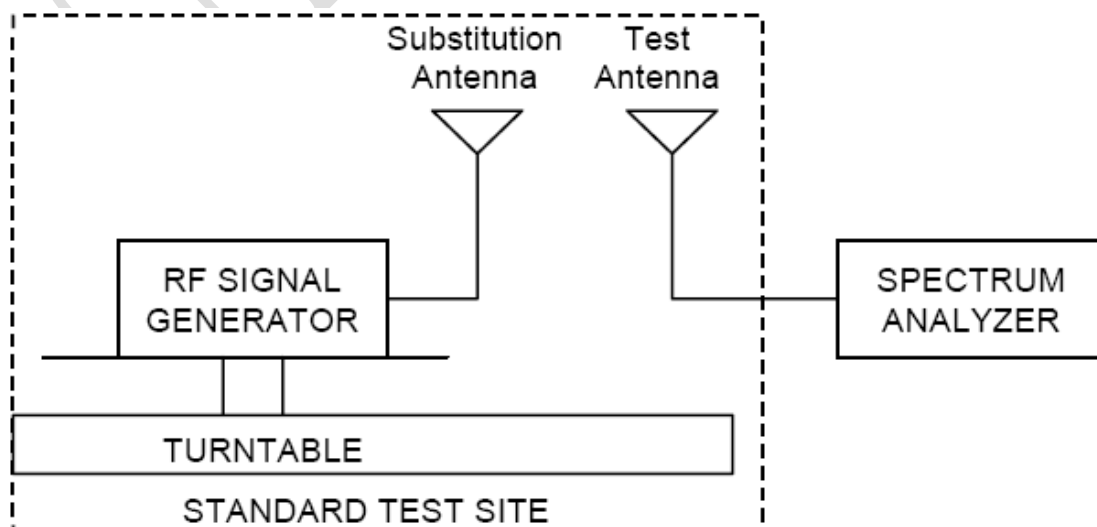 Substitution
Antenna
Test
Antenna
RF SIGNAL
GENERATOR
SPECTRUM
ANALYZER
TURNTABLE
STANDARD TEST SITE